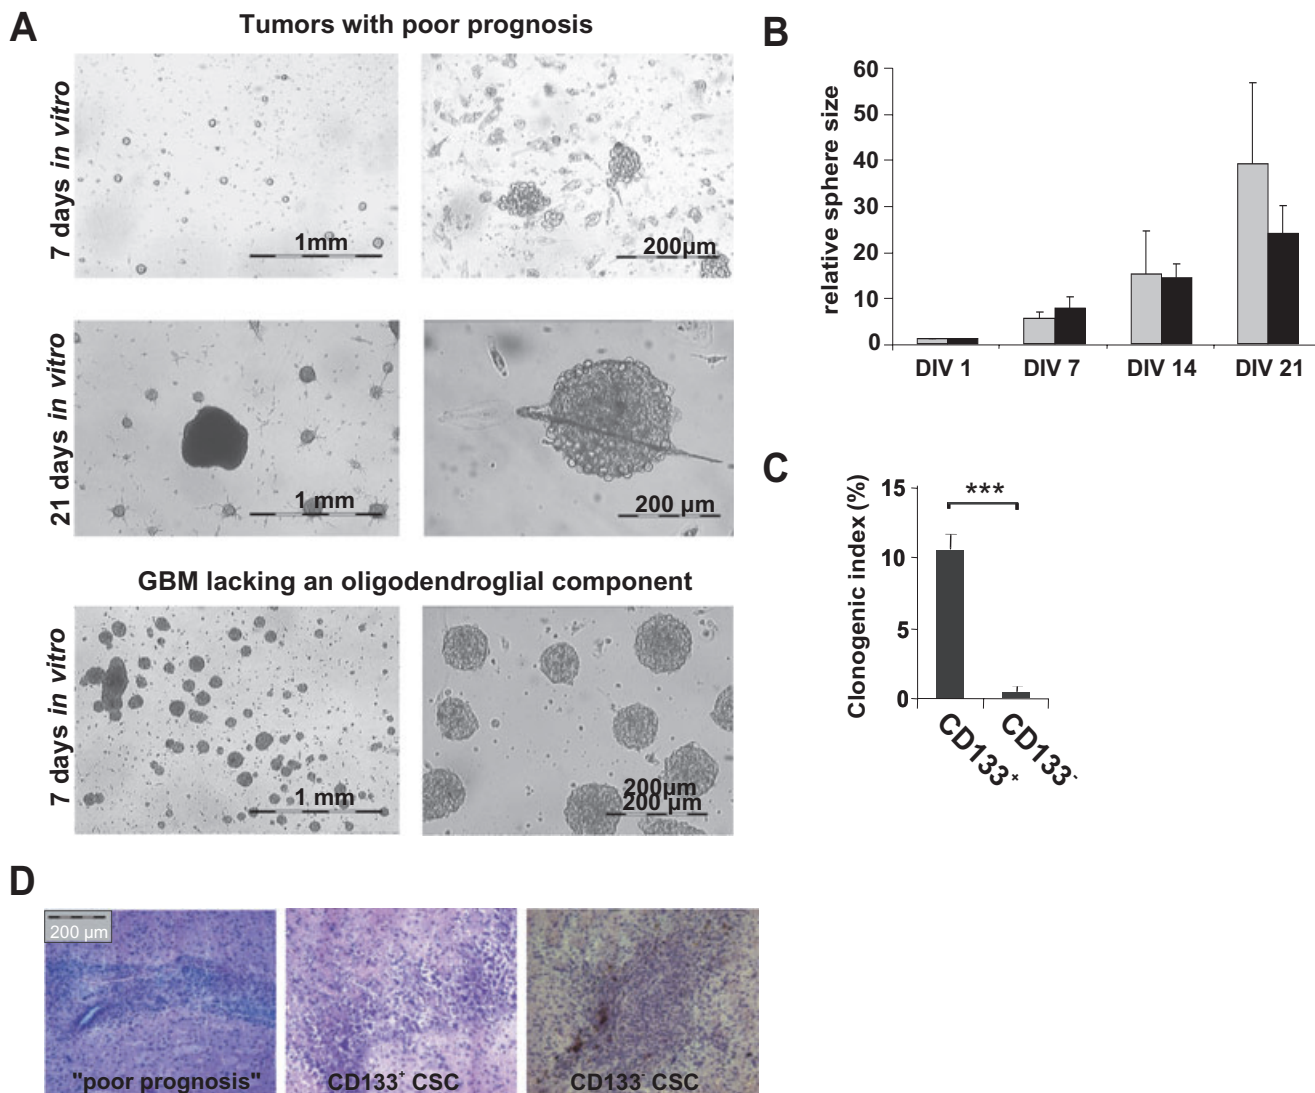 A
Tumors with poor prognosis
7 days in vitro
1mm
200µm
21 days in vitro
1 mm
200 µm
GBM lacking an oligodendroglial component
7 days in vitro
1 mm
200µm
200 µm
B
relative sphere size
60
50
40
30
20
10
0
DIV 1
DIV 7
DIV 14
DIV 21
C
Clonogenic index (%)
15
10
5
0
***
CD133⁺
CD133⁻
D
200 µm
"poor prognosis"
CD133⁺ CSC
CD133⁻ CSC